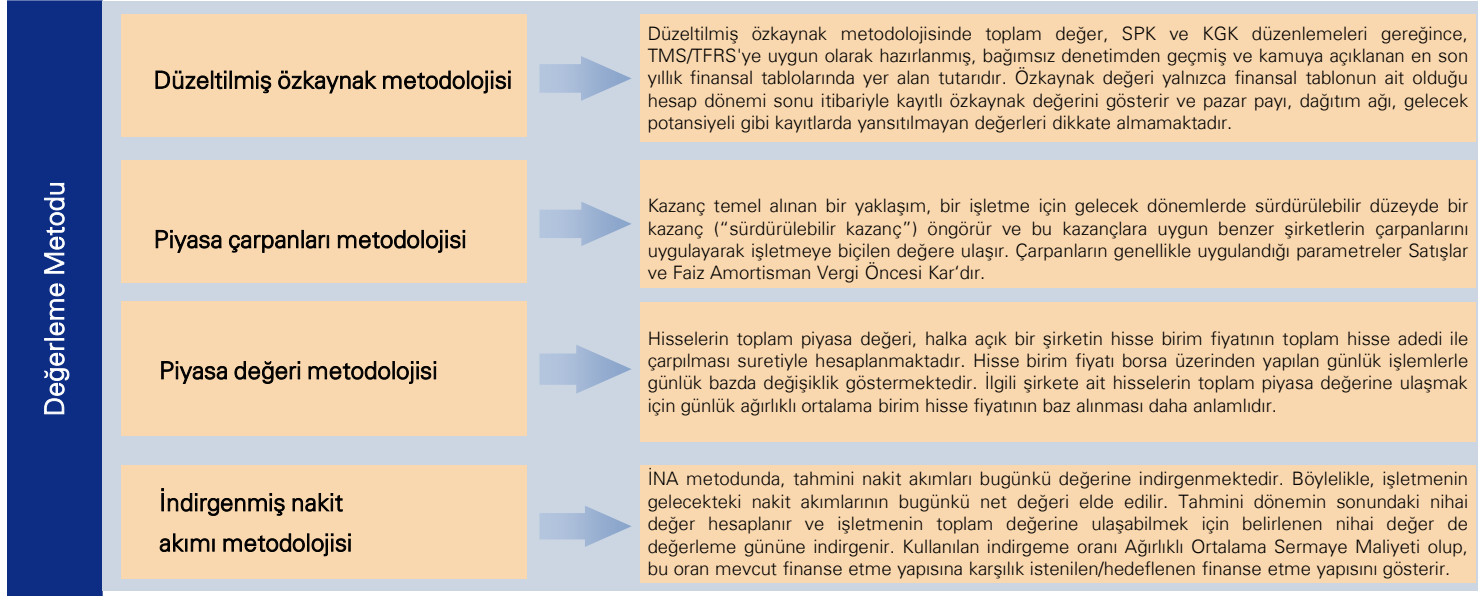 Değerleme Metodu
Düzeltilmiş özkaynak metodolojisi
Düzeltilmiş özkaynak metodolojisinde toplam değer, SPK ve KGK düzenlemeleri gereğince,
TMS/TFRS'ye uygun olarak hazırlanmış, bağımsız denetimden geçmiş ve kamuya açıklanan en son
yıllık finansal tablolarında yer alan tutarıdır. Özkaynak değeri yalnızca finansal tablonun ait olduğu
hesap dönemi sonu itibariyle kayıtlı özkaynak değerini gösterir ve pazar payı, dağıtım ağı, gelecek
potansiyeli gibi kayıtlarda yansıtılmayan değerleri dikkate almamaktadır.
Piyasa çarpanları metodolojisi
Kazanç temel alınan bir yaklaşım, bir işletme için gelecek dönemlerde sürdürülebilir düzeyde bir
kazanç (“sürdürülebilir kazanç”) öngörür ve bu kazançlara uygun benzer şirketlerin çarpanlarını
uygulayarak işletmeye biçilen değere ulaşır. Çarpanların genellikle uygulandığı parametreler Satışlar
ve Faiz Amortisman Vergi Öncesi Kar’dır.
Piyasa değeri metodolojisi
Hisselerin toplam piyasa değeri, halka açık bir şirketin hisse birim fiyatının toplam hisse adedi ile
çarpılması suretiyle hesaplanmaktadır. Hisse birim fiyatı borsa üzerinden yapılan günlük işlemlerle
günlük bazda değişiklik göstermektedir. İlgili şirkete ait hisselerin toplam piyasa değerine ulaşmak
için günlük ağırlıklı ortalama birim hisse fiyatının baz alınması daha anlamlıdır.
İndirgenmiş nakit
akımı metodolojisi
İNA metodunda, tahmini nakit akımları bugünkü değerine indirgenmektedir. Böylelikle, işletmenin
gelecekteki nakit akımlarının bugünkü net değeri elde edilir. Tahmini dönemin sonundaki nihai
değer hesaplanır ve işletmenin toplam değerine ulaşabilmek için belirlenen nihai değer de
değerleme gününe indirgenir. Kullanılan indirgeme oranı Ağırlıklı Ortalama Sermaye Maliyeti olup,
bu oran mevcut finanse etme yapısına karşılık istenilen/hedeflenen finanse etme yapısını gösterir.